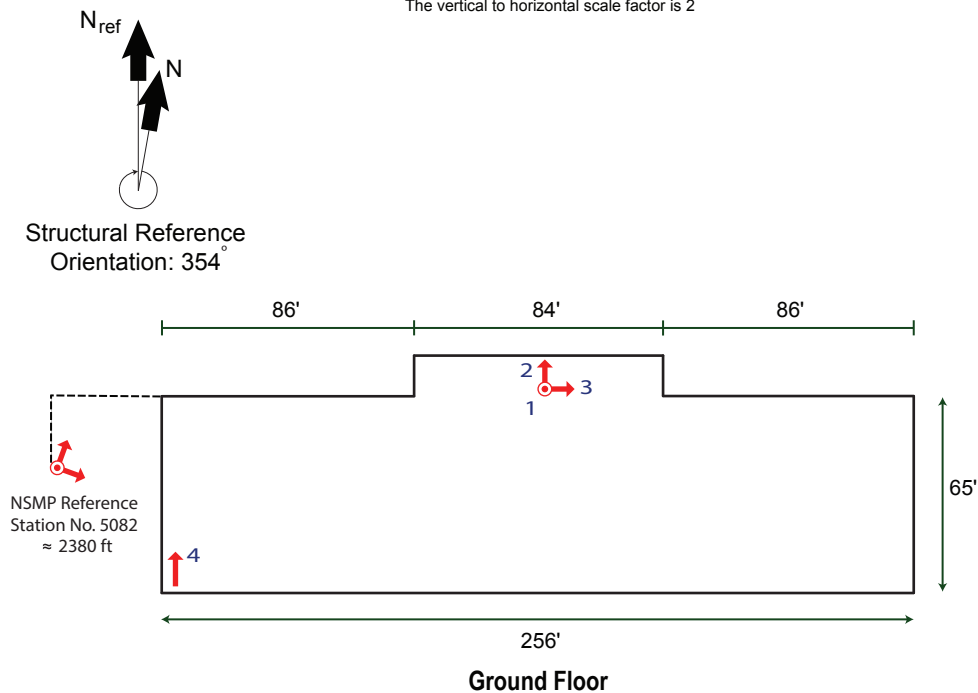 The vertical to horizontal scale factor is 2
N ref
N
Structural Reference
Orientation: 354°
86'
84'
86'
2
3
1
65'
NSMP Reference
Station No. 5082
≈ 2380 ft
4
256'
Ground Floor